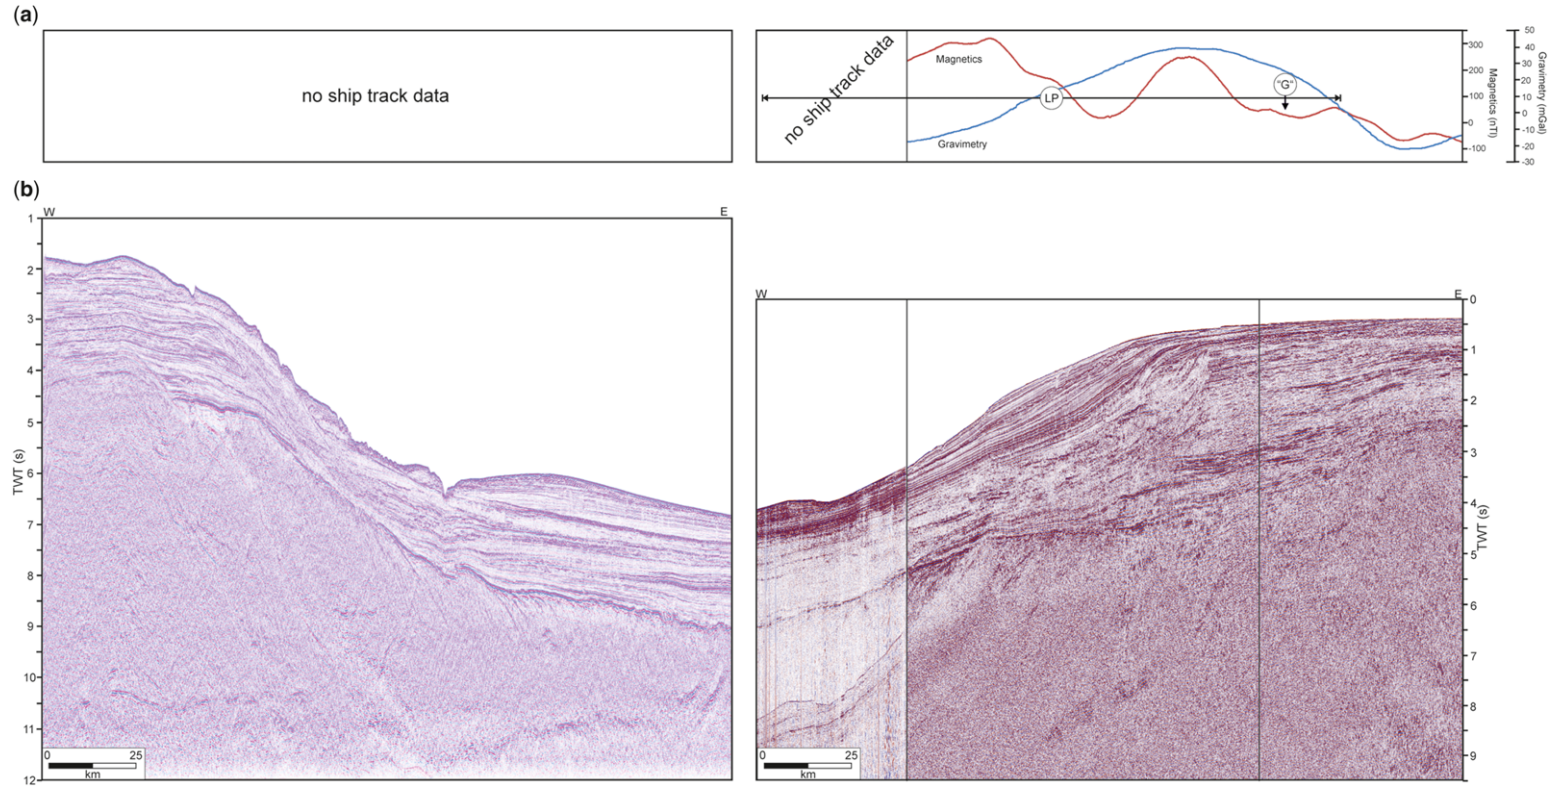 (a)
no ship track data
no ship track data
Magnetics
Gravimetry
LP
"G"
300
200
100
0
-100
Magnetics (nT)
50
40
30
20
10
0
-10
-20
-30
Gravimetry (mGal)
(b)
W E
1
2
3
4
5
6
7
8
9
10
11
12
TWT (s)
0 25
km
W E
0
1
2
3
4
5
6
7
8
9
TWT (s)
0 25
km